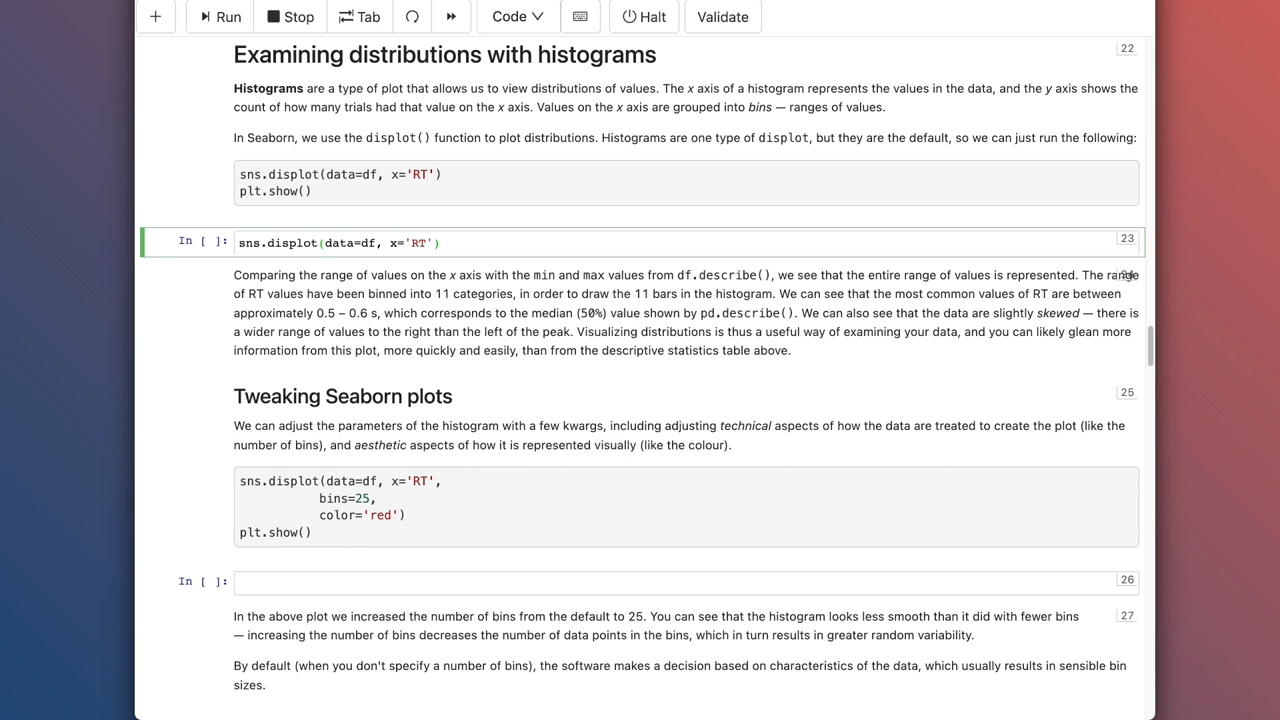 + Run Stop Tab Code Halt Validate
Examining distributions with histograms 22
Histograms are a type of plot that allows us to view distributions of values. The x axis of a histogram represents the values in the data, and the y axis shows the
count of how many trials had that value on the x axis. Values on the x axis are grouped into bins — ranges of values.
In Seaborn, we use the displot() function to plot distributions. Histograms are one type of displot, but they are the default, so we can just run the following:
sns.displot(data=df, x='RT')
plt.show()
In [ ]: sns.displot(data=df, x='RT') 23
Comparing the range of values on the x axis with the min and max values from df.describe(), we see that the entire range of values is represented. The range 24
of RT values have been binned into 11 categories, in order to draw the 11 bars in the histogram. We can see that the most common values of RT are between
approximately 0.5 – 0.6 s, which corresponds to the median (50%) value shown by pd.describe(). We can also see that the data are slightly skewed — there is
a wider range of values to the right than the left of the peak. Visualizing distributions is thus a useful way of examining your data, and you can likely glean more
information from this plot, more quickly and easily, than from the descriptive statistics table above.
Tweaking Seaborn plots 25
We can adjust the parameters of the histogram with a few kwargs, including adjusting technical aspects of how the data are treated to create the plot (like the
number of bins), and aesthetic aspects of how it is represented visually (like the colour).
sns.displot(data=df, x='RT',
bins=25,
color='red')
plt.show()
In [ ]: 26
In the above plot we increased the number of bins from the default to 25. You can see that the histogram looks less smooth than it did with fewer bins 27
— increasing the number of bins decreases the number of data points in the bins, which in turn results in greater random variability.
By default (when you don't specify a number of bins), the software makes a decision based on characteristics of the data, which usually results in sensible bin
sizes.